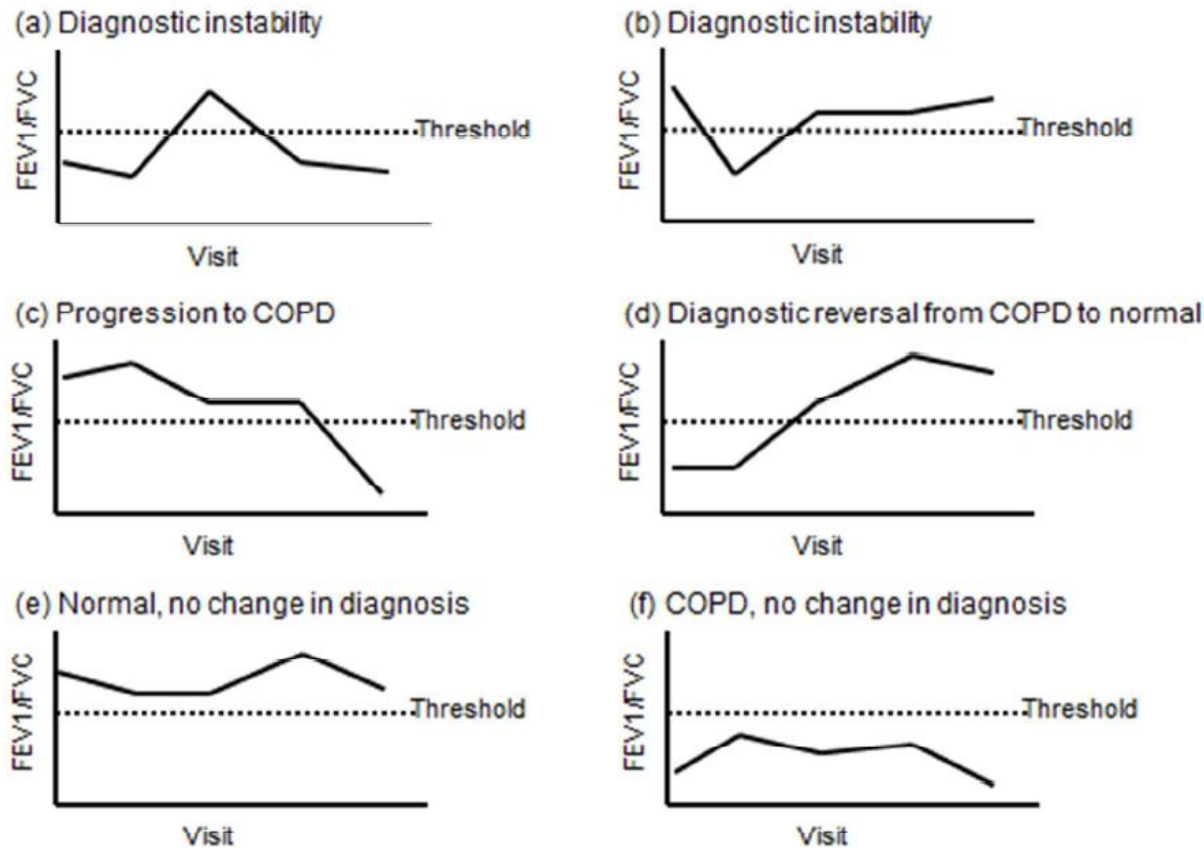 (a) Diagnostic instability
FEV1/FVC
Threshold
Visit
(b) Diagnostic instability
FEV1/FVC
Threshold
Visit
(c) Progression to COPD
FEV1/FVC
Threshold
Visit
(d) Diagnostic reversal from COPD to normal
FEV1/FVC
Threshold
Visit
(e) Normal, no change in diagnosis
FEV1/FVC
Threshold
Visit
(f) COPD, no change in diagnosis
FEV1/FVC
Threshold
Visit